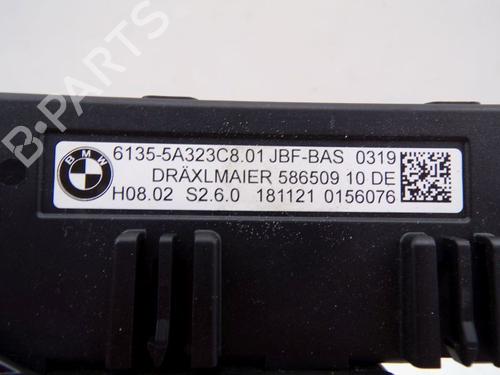 B-PARTS
BMW
6135-5A323C8.01 JBF-BAS 0319
DRÄXLMAIER 586509 10 DE
H08.02 S2.6.0 181121 0156076